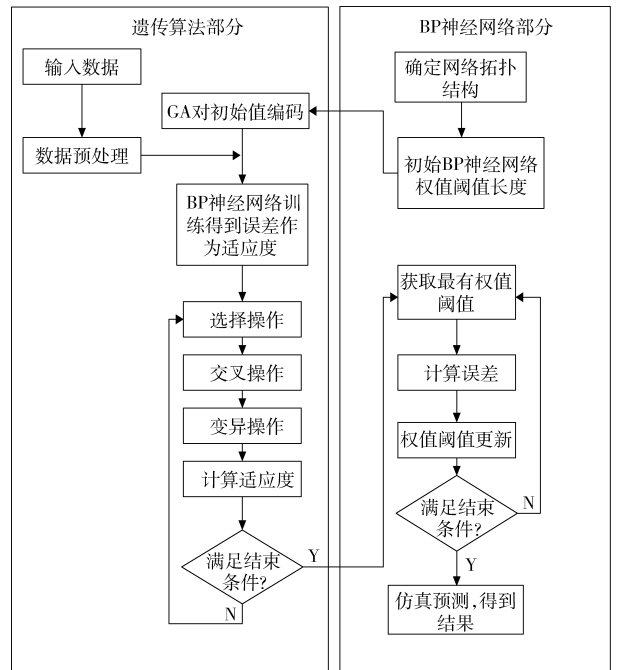 遗传算法部分
输入数据
GA对初始值编码
数据预处理
BP神经网络训
练得到误差作
为适应度
选择操作
交叉操作
变异操作
计算适应度
满足结束
条件?
Y
N
BP神经网络部分
确定网络拓扑
结构
初始BP神经网络
权值阈值长度
获取最有权值
阈值
计算误差
权值阈值更新
满足结束
条件?
N
Y
仿真预测,得到
结果